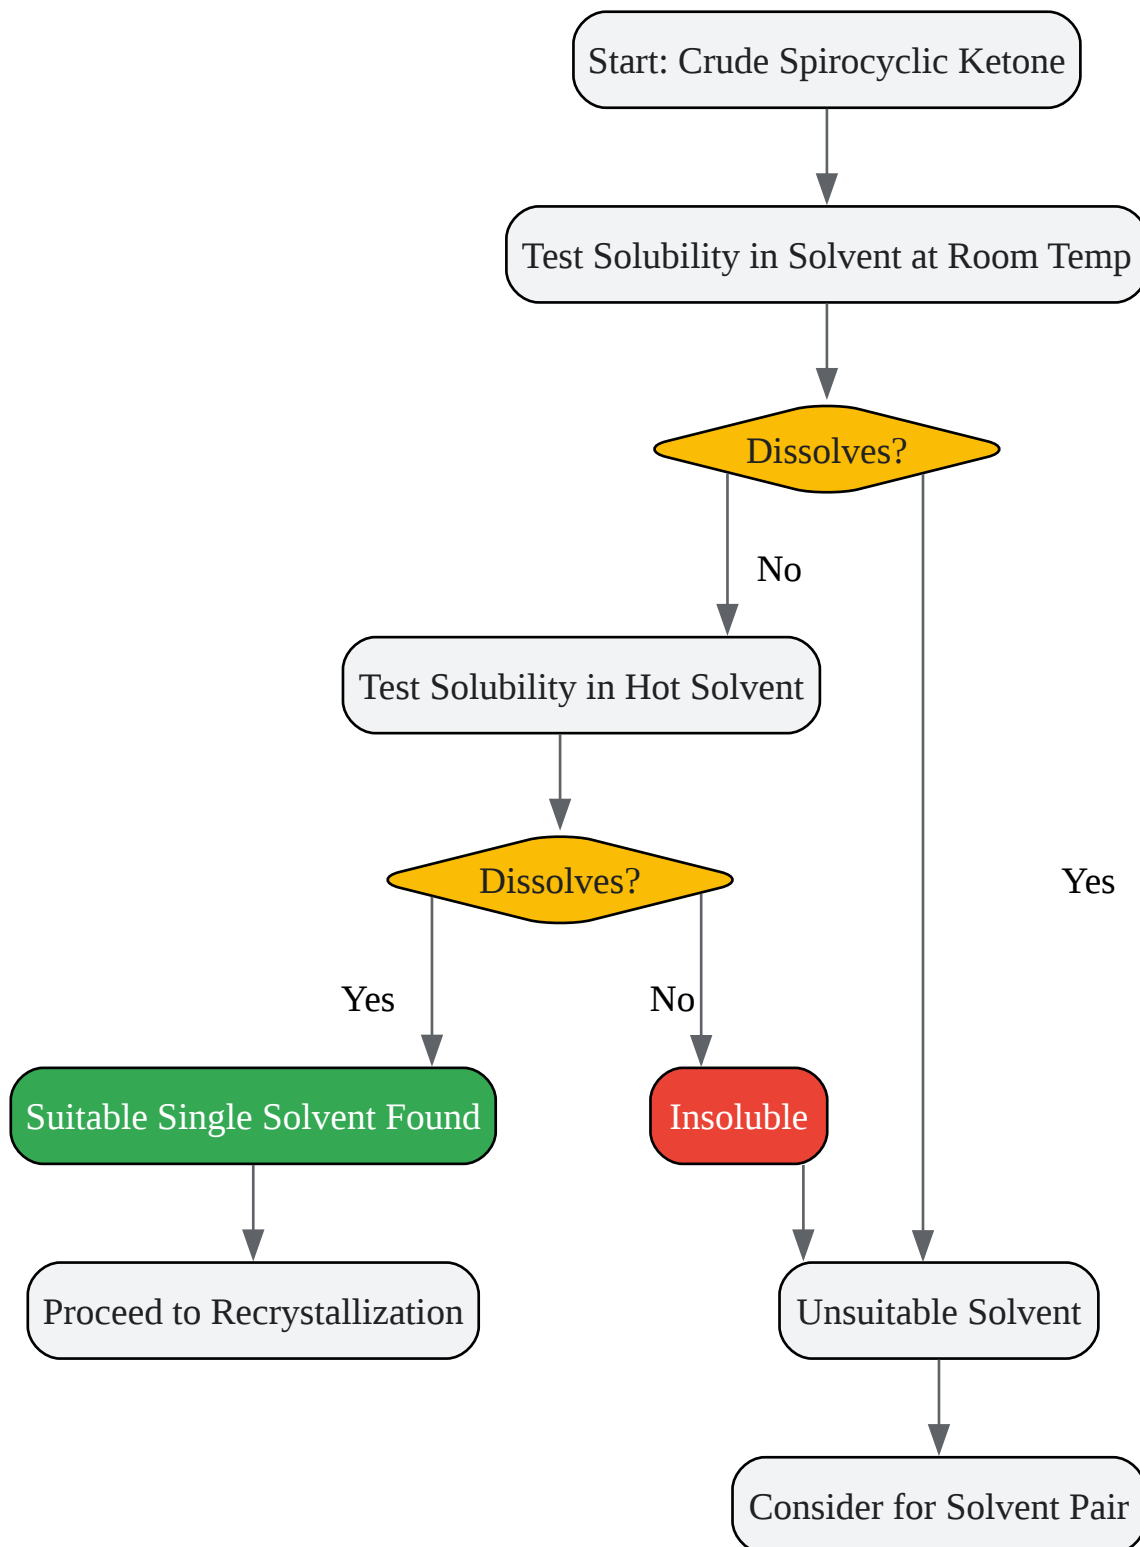 Start: Crude Spirocyclic Ketone
Test Solubility in Solvent at Room Temp
Dissolves?
No
Test Solubility in Hot Solvent
Dissolves?
Yes
Yes
No
Suitable Single Solvent Found
Insoluble
Proceed to Recrystallization
Unsuitable Solvent
Consider for Solvent Pair